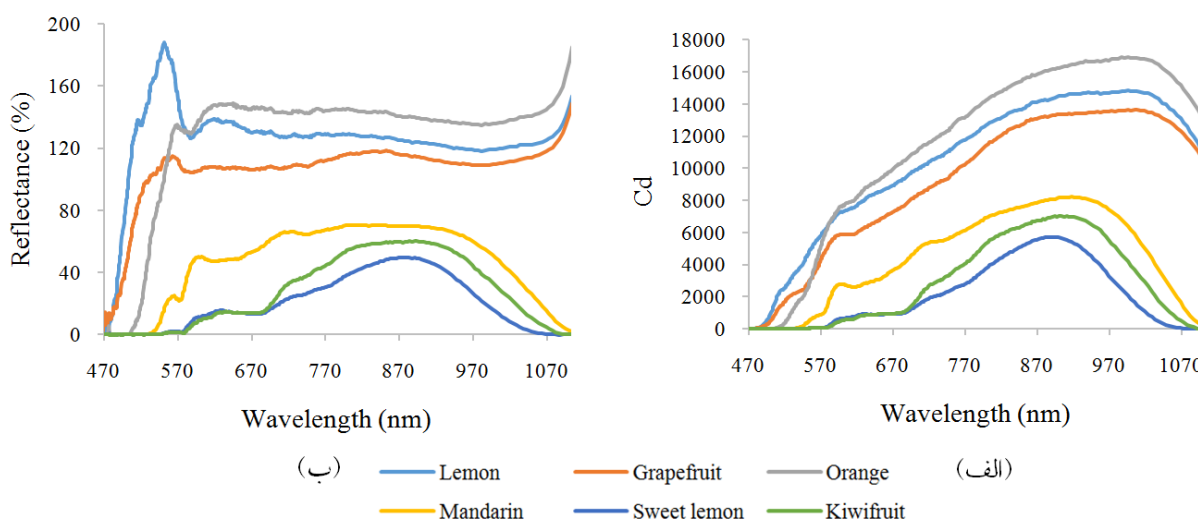 200
160
120
80
40
0
Reflectance (%)
470 570 670 770 870 970 1070
Wavelength (nm)
(ب)
18000
16000
14000
12000
10000
8000
6000
4000
2000
0
Cd
470 570 670 770 870 970 1070
Wavelength (nm)
(الف)
Lemon Grapefruit Orange
Mandarin Sweet lemon Kiwifruit